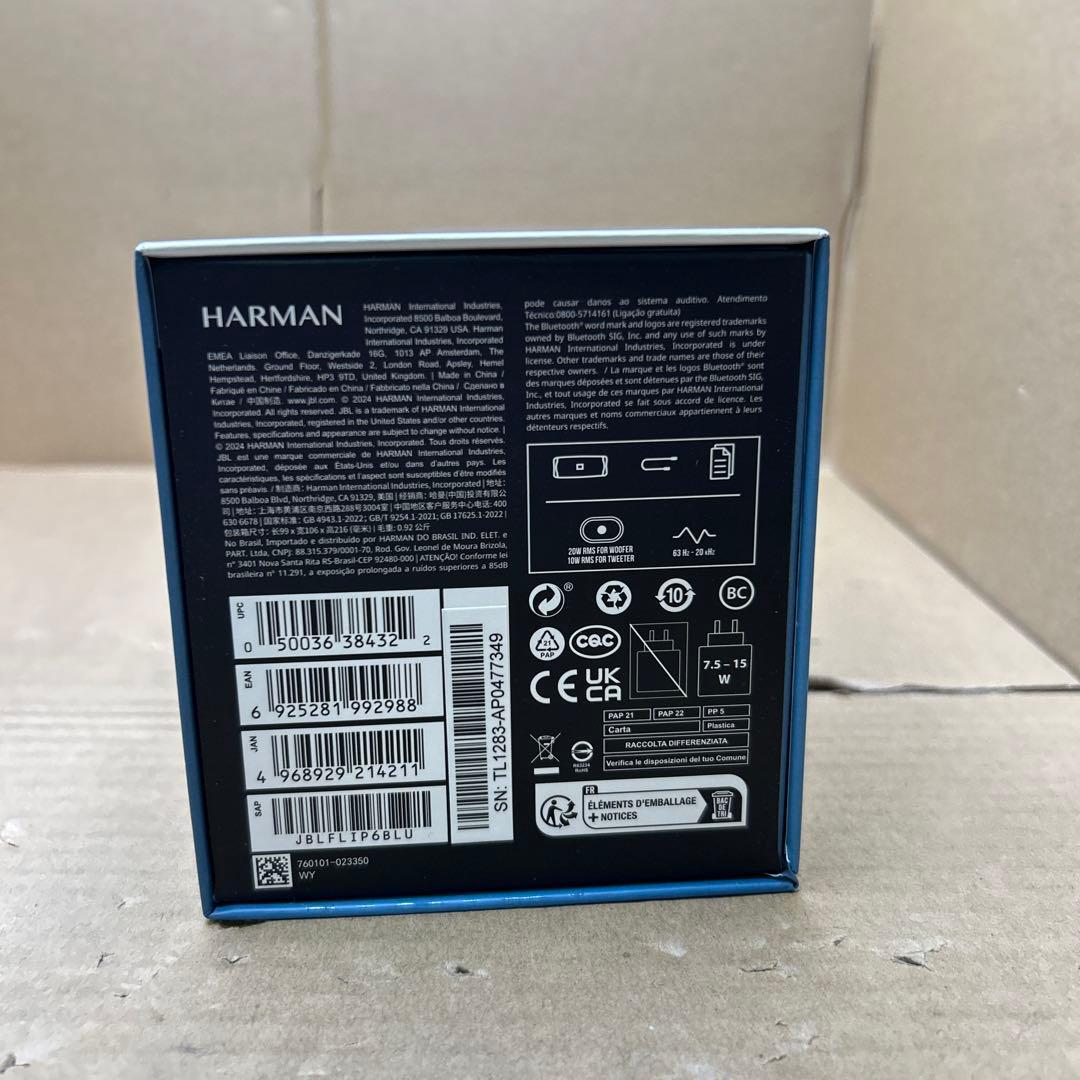 HARMAN
HARMAN International Industries,
Incorporated 8500 Balboa Boulevard,
Northridge, CA 91329 USA. Harman
International Industries, Incorporated
EMEA Liaison Office, Danzigerkade 16G, 1013 AP Amsterdam, The
Netherlands. Ground Floor, Westside 2, London Road, Apsley, Hemel
Hempstead, Hertfordshire, HP3 9TD, United Kingdom. | Made in China /
Fabriqué en Chine / Fabricado en China / Fabbricato nella China / Сделано в
Китае / 中国制造. www.jbl.com. © 2024 HARMAN International Industries,
Incorporated. All rights reserved. JBL is a trademark of HARMAN International
Industries, Incorporated, registered in the United States and/or other countries.
Features, specifications and appearance are subject to change without notice. |
© 2024 HARMAN International Industries, Incorporated. Tous droits réservés.
JBL est une marque commerciale de HARMAN International Industries,
Incorporated, déposée aux États-Unis et/ou dans d'autres pays. Les
caractéristiques, les spécifications et l'aspect sont susceptibles d'être modifiés
sans préavis. / 制造商: Harman International Industries, Incorporated | 地址:
8500 Balboa Blvd, Northridge, CA 91329, 美国 | 经销商: 哈曼(中国)投资有限公
司 | 地址: 上海市黄浦区南京西路288号3004室 | 中国地区客户服务中心电话: 400
630 6678 | 国家标准: GB 4943.1-2022; GB/T 9254.1-2021; GB 17625.1-2022 |
包装箱尺寸: 长99 x 宽106 x 高216 (毫米) | 毛重: 0.92 公斤
No Brasil, Importado e distribuido por HARMAN DO BRASIL IND. ELET. e
PART. Ltda, CNPJ: 88.315.379/0001-70, Rod. Gov. Leonel de Moura Brizola,
n° 3401 Nova Santa Rita RS-Brasil-CEP 92480-000 | ATENÇÃO! Conforme lei
brasileira n° 11.291, a exposição prolongada a ruídos superiores a 85dB
pode causar danos ao sistema auditivo. Atendimento
Técnico:0800-5714161 (Ligação gratuita)
The Bluetooth® word mark and logos are registered trademarks
owned by Bluetooth SIG, Inc. and any use of such marks by
HARMAN International Industries, Incorporated is under
license. Other trademarks and trade names are those of their
respective owners. / La marque et les logos Bluetooth® sont
des marques déposées et sont détenues par les Bluetooth SIG,
Inc., et tout usage de ces marques par HARMAN International
Industries, Incorporated se fait sous accord de licence. Les
autres marques et noms commerciaux appartiennent à leurs
détenteurs respectifs.
20W RMS FOR WOOFER
10W RMS FOR TWEETER
63 Hz - 20 kHz
®
10
BC
21
PAP
CQC
CE
UK
CA
7.5 – 15
W
PAP 21
PAP 22
PP 5
Carta
Plastica
RACCOLTA DIFFERENZIATA
Verifica le disposizioni del tuo Comune
R63234
RoHS
FR
ÉLÉMENTS D'EMBALLAGE
+ NOTICES
BAC
DE
TRI
UPC
0 50036 38432 2
EAN
6 925281 992988
JAN
4 968929 214211
SAP
JBLFLIP6BLU
SN: TL1283-AP0477349
760101-023350
WY